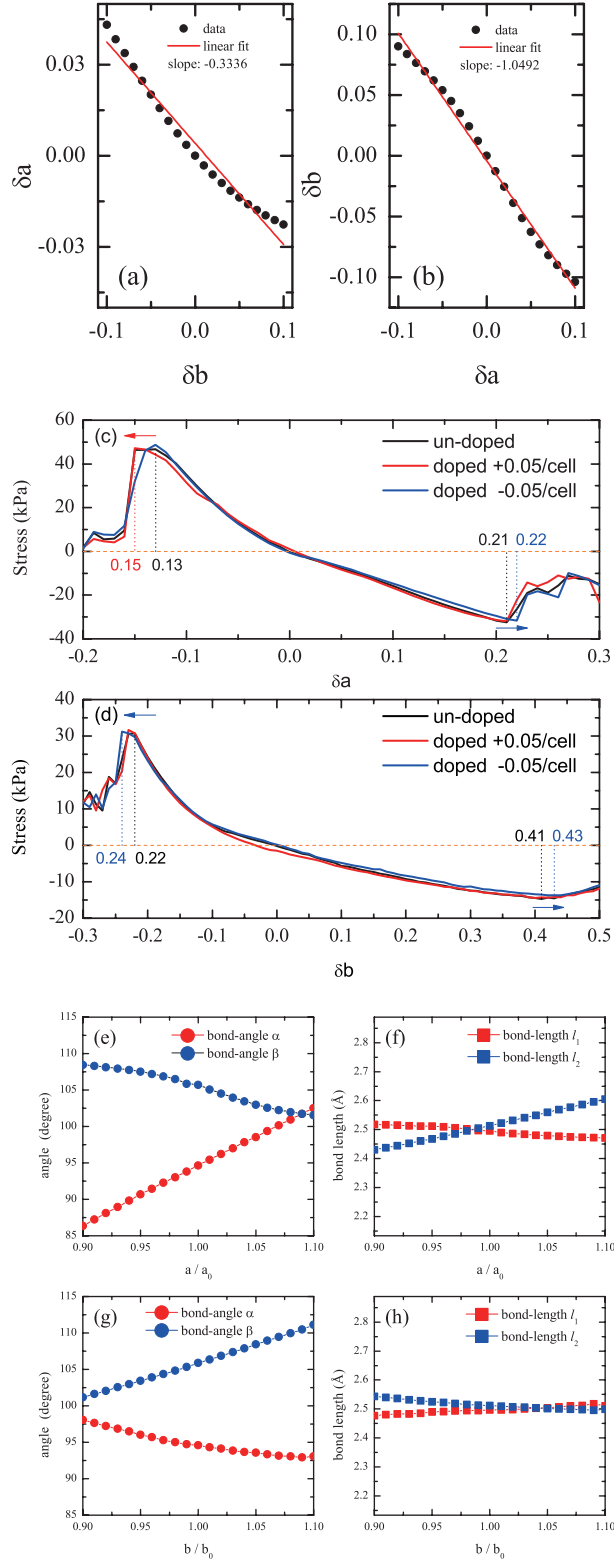 data
linear fit
slope: -0.3336
0.03
0.00
-0.03
δa
(a)
-0.1 0.0 0.1
δb
data
linear fit
slope: -1.0492
0.10
0.05
0.00
-0.05
-0.10
δb
(b)
-0.1 0.0 0.1
δa
(c)
un-doped
doped +0.05/cell
doped -0.05/cell
60
40
20
0
-20
-40
Stress (kPa)
0.15 0.13
0.21 0.22
-0.2 -0.1 0.0 0.1 0.2 0.3
δa
(d)
un-doped
doped +0.05/cell
doped -0.05/cell
40
30
20
10
0
-10
-20
Stress (kPa)
0.24 0.22
0.41 0.43
-0.3 -0.2 -0.1 0.0 0.1 0.2 0.3 0.4 0.5
δb
(e)
bond-angle α
bond-angle β
115
110
105
100
95
90
85
angle (degree)
0.90 0.95 1.00 1.05 1.10
a / a₀
(f)
bond-length l₁
bond-length l₂
2.8
2.7
2.6
2.5
2.4
2.3
2.2
bond length (Å)
0.90 0.95 1.00 1.05 1.10
a / a₀
(g)
bond-angle α
bond-angle β
115
110
105
100
95
90
85
angle (degree)
0.90 0.95 1.00 1.05 1.10
b / b₀
(h)
bond-length l₁
bond-length l₂
2.8
2.7
2.6
2.5
2.4
2.3
2.2
bond length (Å)
0.90 0.95 1.00 1.05 1.10
b / b₀